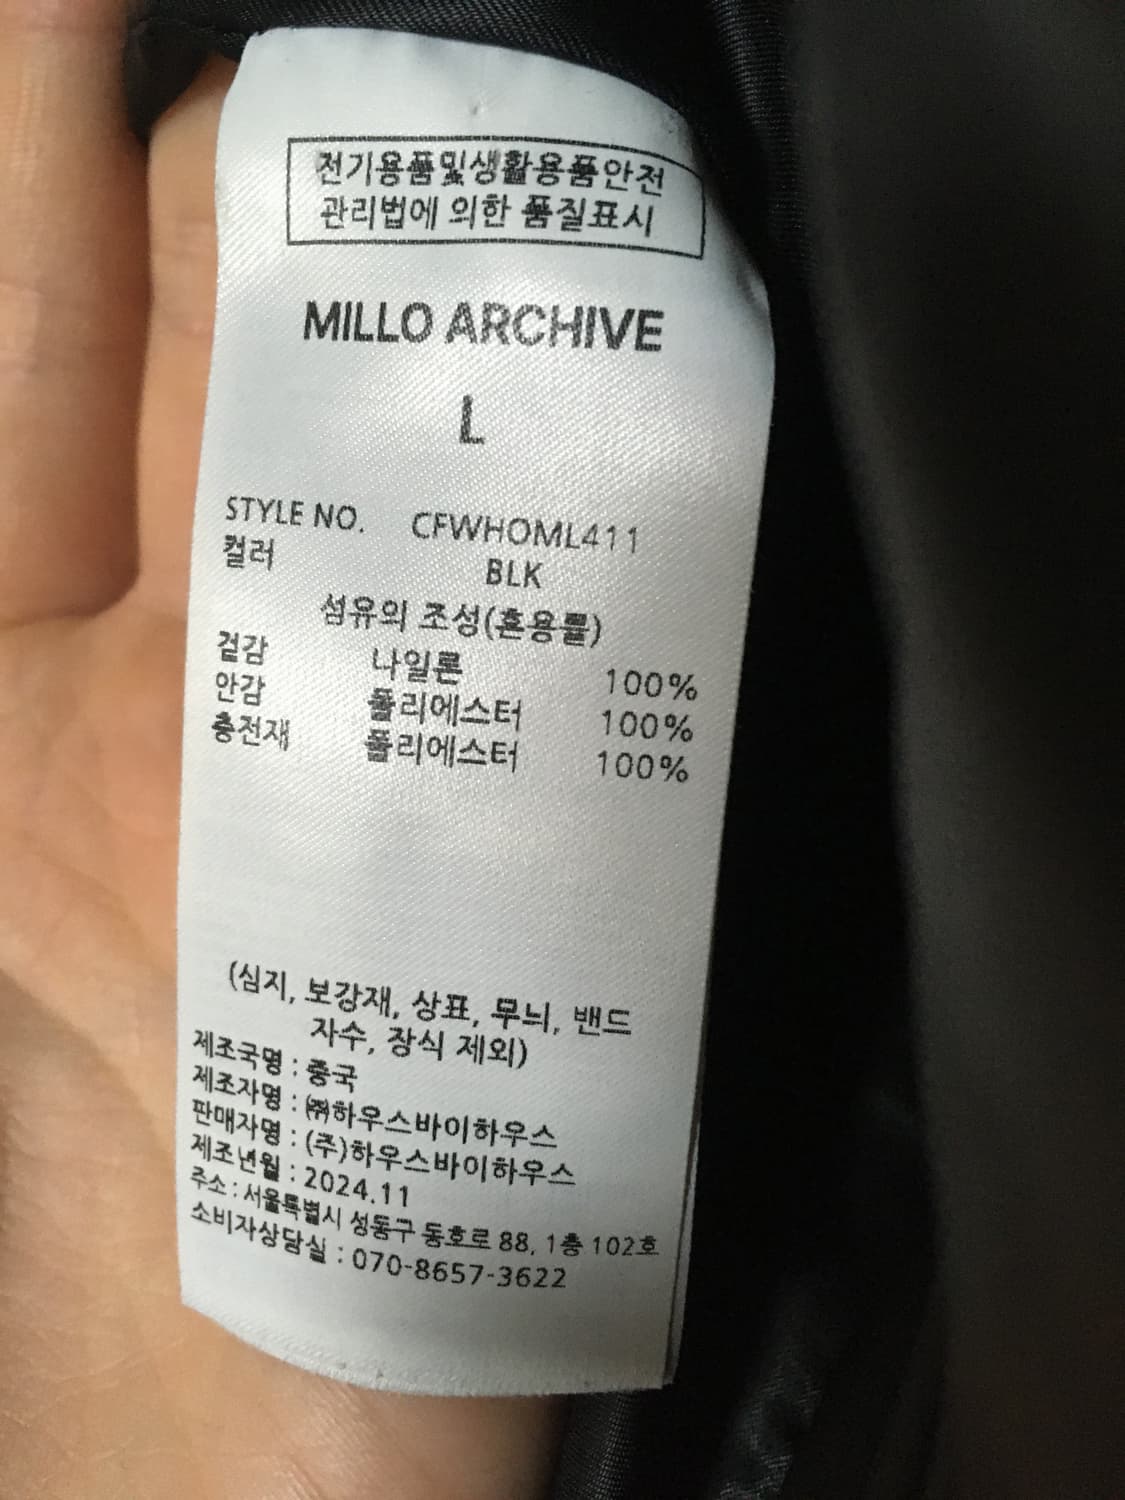 전기용품및생활용품안전
관리법에 의한 품질표시
MILLO ARCHIVE
L
STYLE NO. CFWHOML411
컬러 BLK
섬유의 조성(혼용률)
겉감 나일론 100%
안감 폴리에스터 100%
충전재 폴리에스터 100%
(심지, 보강재, 상표, 무늬, 밴드
자수, 장식 제외)
제조국명 : 중국
제조자명 : ㈜하우스바이하우스
판매자명 : (주)하우스바이하우스
제조년월 : 2024.11
주소 : 서울특별시 성동구 동호로 88, 1층 102호
소비자상담실 : 070-8657-3622